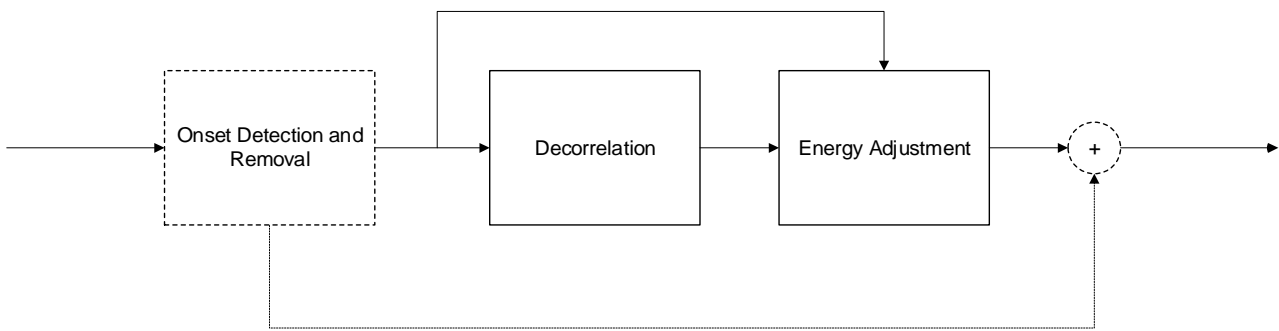 Onset Detection and
Removal
Decorrelation
Energy Adjustment
+